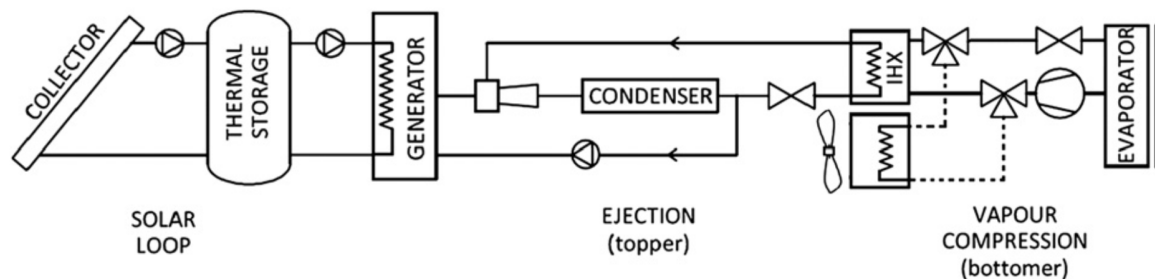 COLLECTOR
THERMAL
STORAGE
GENERATOR
CONDENSER
IHX
EVAPORATOR
SOLAR
LOOP
EJECTION
(topper)
VAPOUR
COMPRESSION
(bottomer)